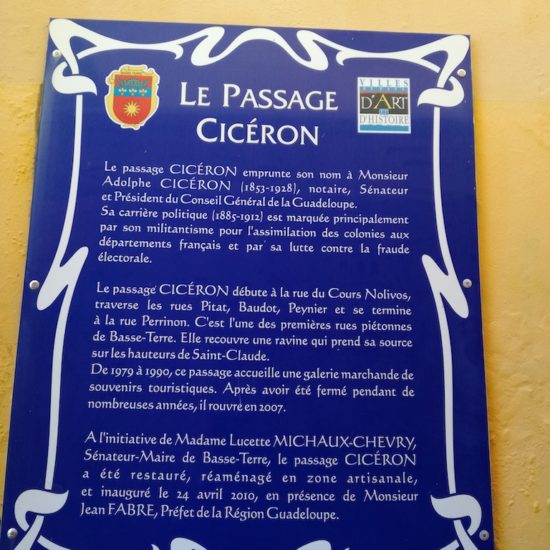 VILLES
D'ART
D'HISTOIRE
LE PASSAGE
CICÉRON
Le passage CICÉRON emprunte son nom à Monsieur
Adolphe CICÉRON (1853-1928), notaire, Sénateur
et Président du Conseil Général de la Guadeloupe.
Sa carrière politique (1885-1912) est marquée principalement
par son militantisme pour l'assimilation des colonies aux
départements français et par sa lutte contre la fraude
électorale.
Le passage CICÉRON débute à la rue du Cours Nolivos,
traverse les rues Pitat, Baudot, Peynier et se termine
à la rue Perrinon. C'est l'une des premières rues piétonnes
de Basse-Terre. Elle recouvre une ravine qui prend sa source
sur les hauteurs de Saint-Claude.
De 1979 à 1990, ce passage accueille une galerie marchande de
souvenirs touristiques. Après avoir été fermé pendant de
nombreuses années, il rouvre en 2007.
A l'initiative de Madame Lucette MICHAUX-CHEVRY,
Sénateur-Maire de Basse-Terre, le passage CICÉRON
a été restauré, réaménagé en zone artisanale,
et inauguré le 24 avril 2010, en présence de Monsieur
Jean FABRE, Préfet de la Région Guadeloupe.